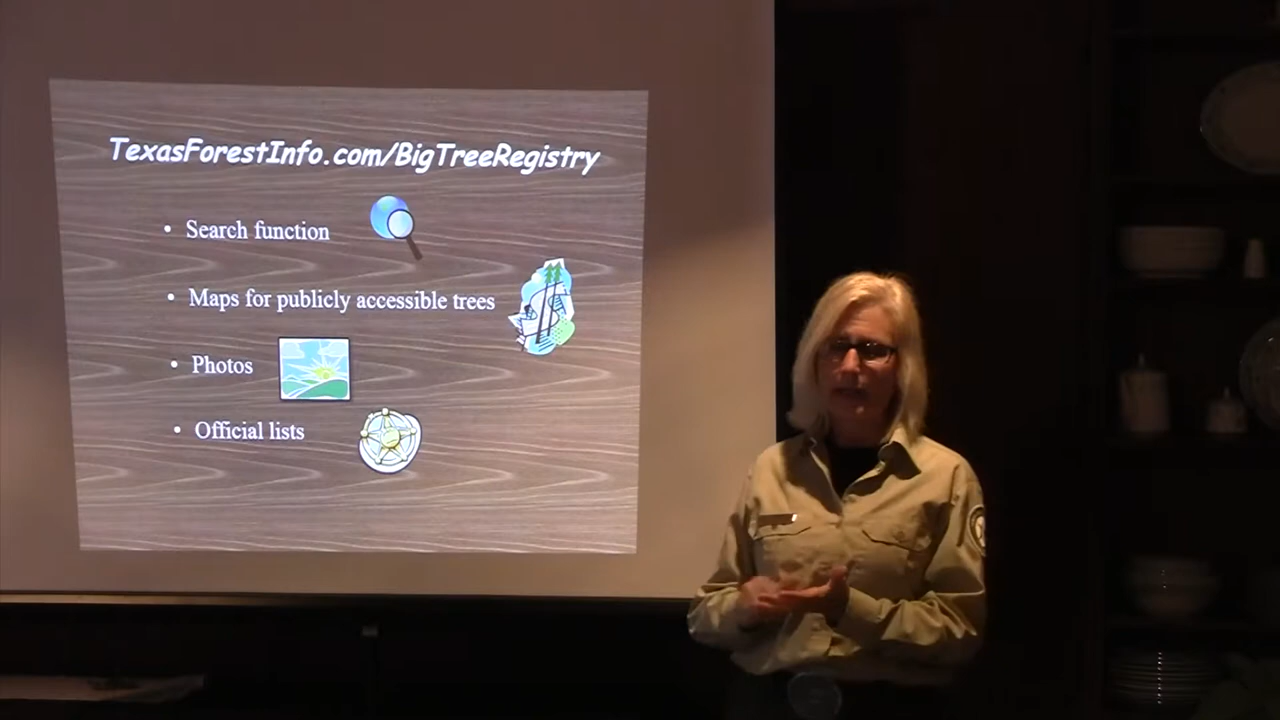 TexasForestInfo.com/BigTreeRegistry
• Search function
• Maps for publicly accessible trees
• Photos
• Official lists